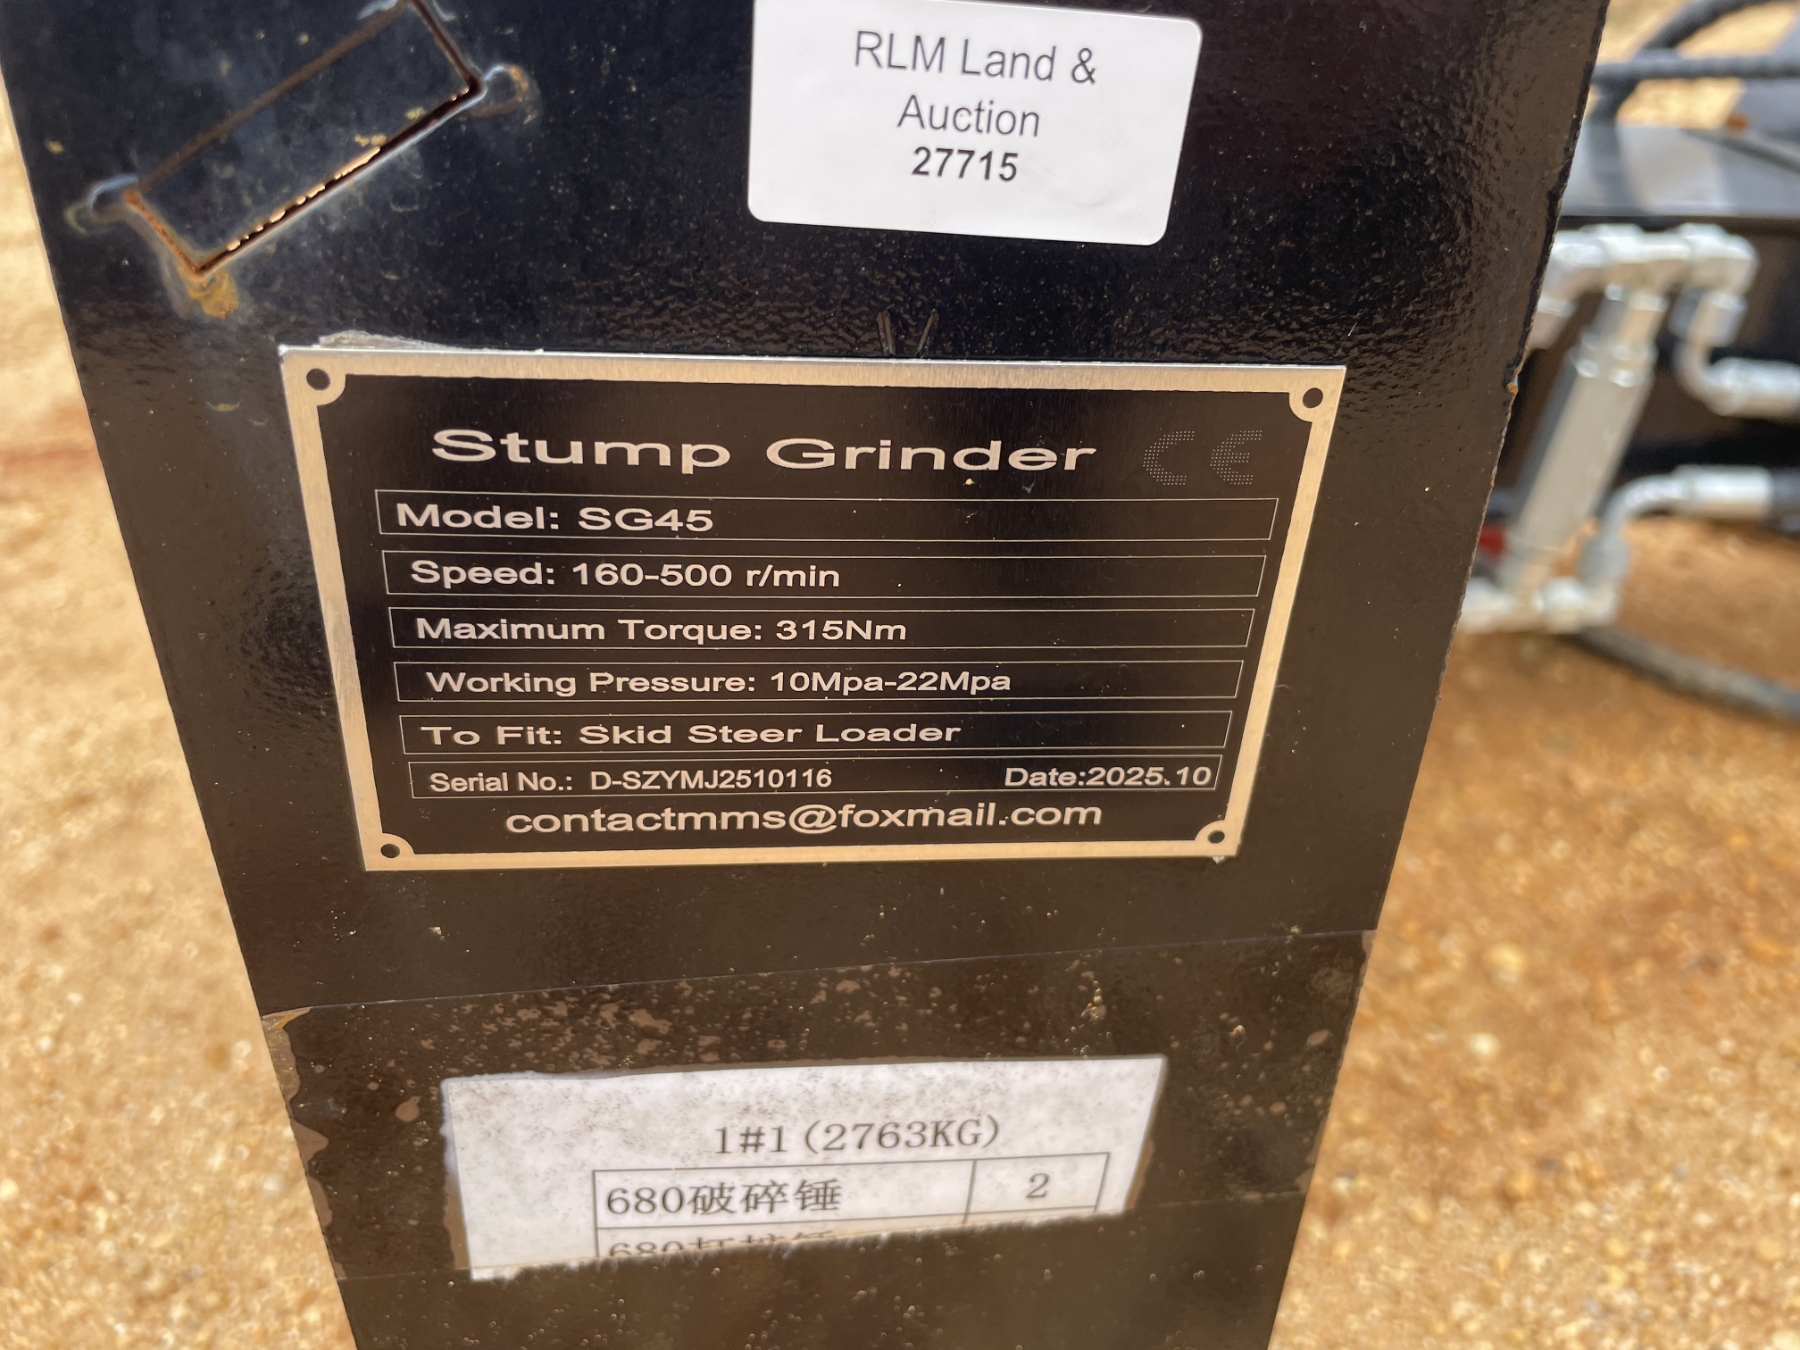 RLM Land &
Auction
27715
Stump Grinder CE
Model: SG45
Speed: 160-500 r/min
Maximum Torque: 315Nm
Working Pressure: 10Mpa-22Mpa
To Fit: Skid Steer Loader
Serial No.: D-SZYMJ2510116 Date:2025.10
contactmms@foxmail.com
1#1(2763KG)
680破碎锤 2
680